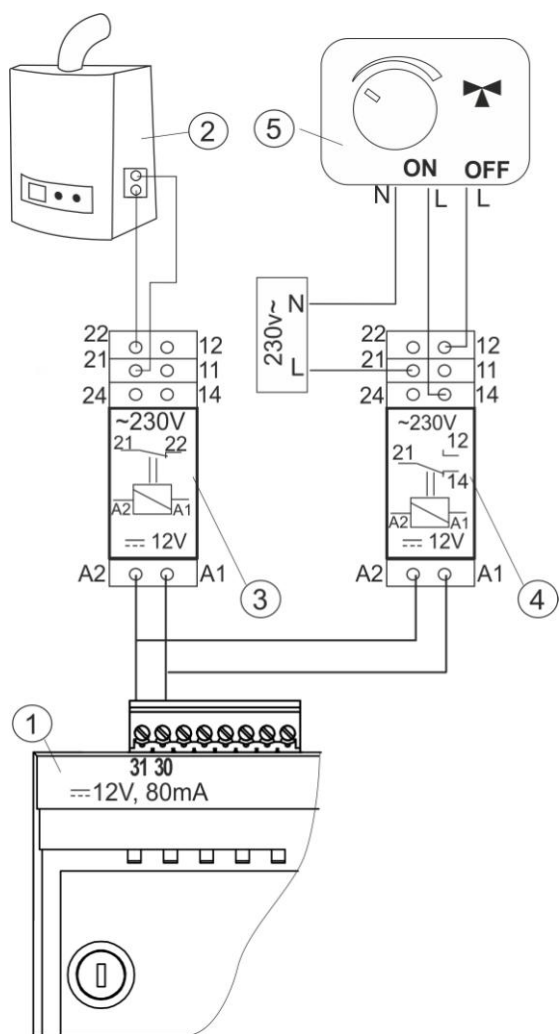 2
5
ON OFF
N L L
230v~ N
L
22 12
21 11
24 14
~230V
21 22
A2 A1
12V
A2 A1
3
22 12
21 11
24 14
~230V
12
21
14
A2 A1
12V
A2 A1
4
1
31 30
12V, 80mA